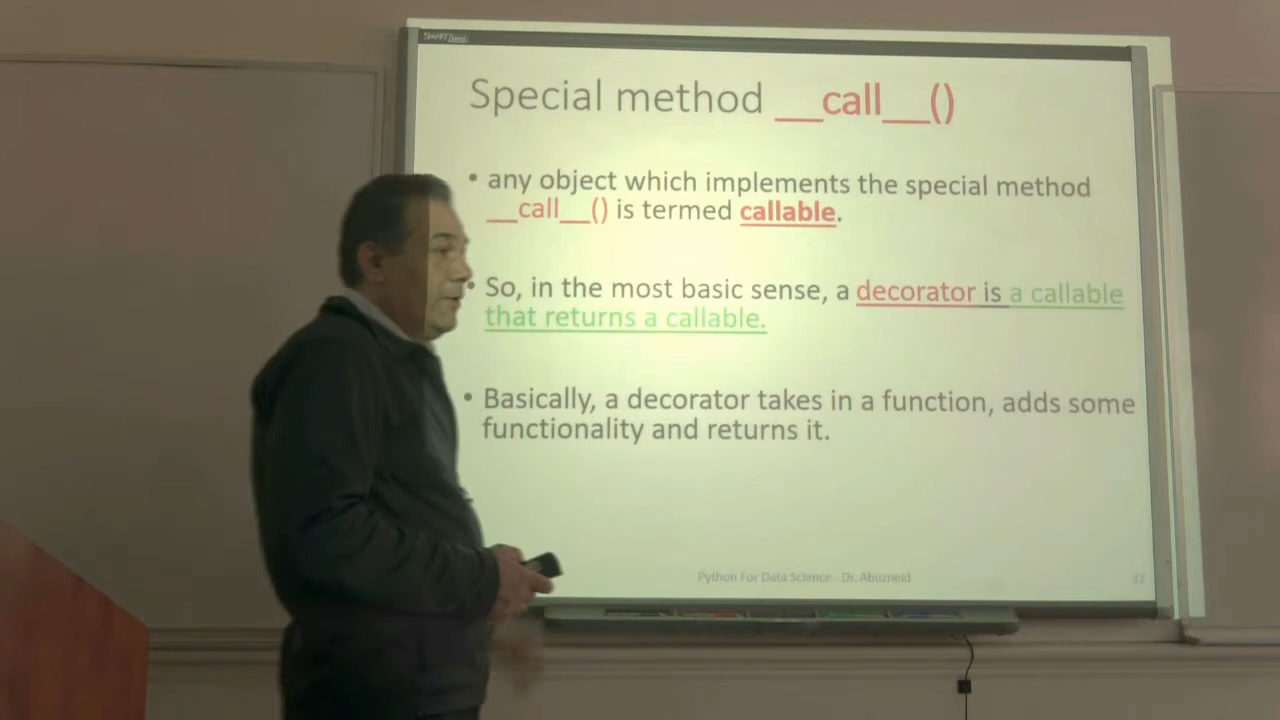 SMART
Special method __call__()
• any object which implements the special method
__call__() is termed callable.
• So, in the most basic sense, a decorator is a callable
that returns a callable.
• Basically, a decorator takes in a function, adds some
functionality and returns it.
Python For Data Science Dr. Abuzneid